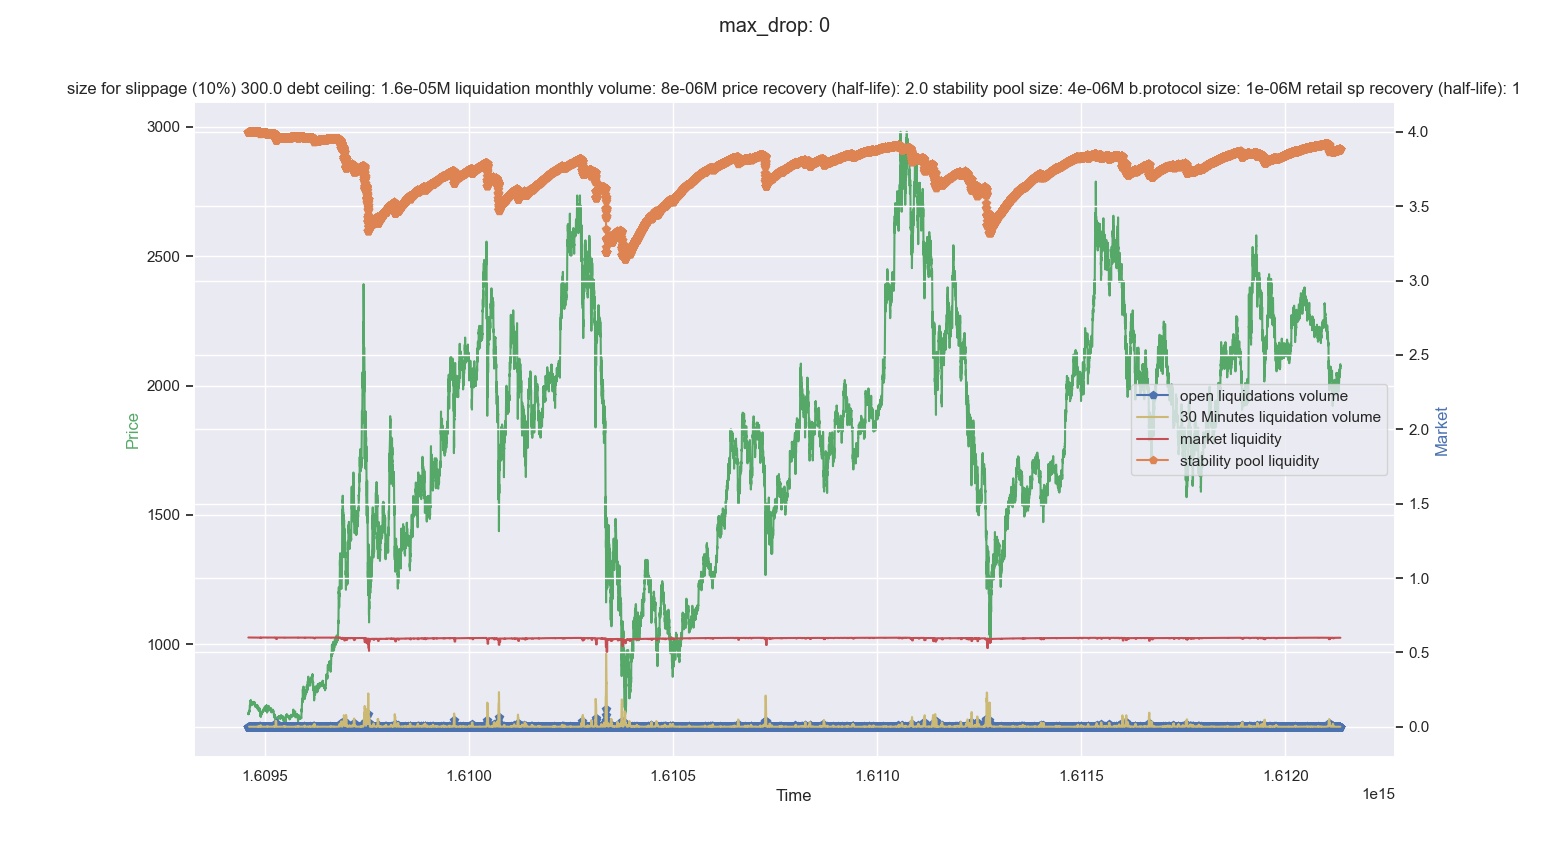 max_drop: 0
size for slippage (10%) 300.0 debt ceiling: 1.6e-05M liquidation monthly volume: 8e-06M price recovery (half-life): 2.0 stability pool size: 4e-06M b.protocol size: 1e-06M retail sp recovery (half-life): 1
3000
2500
2000
1500
1000
Price
4.0
3.5
3.0
2.5
2.0
1.5
1.0
0.5
0.0
Market
open liquidations volume
30 Minutes liquidation volume
market liquidity
stability pool liquidity
1.6095 1.6100 1.6105 1.6110 1.6115 1.6120
Time
1e15